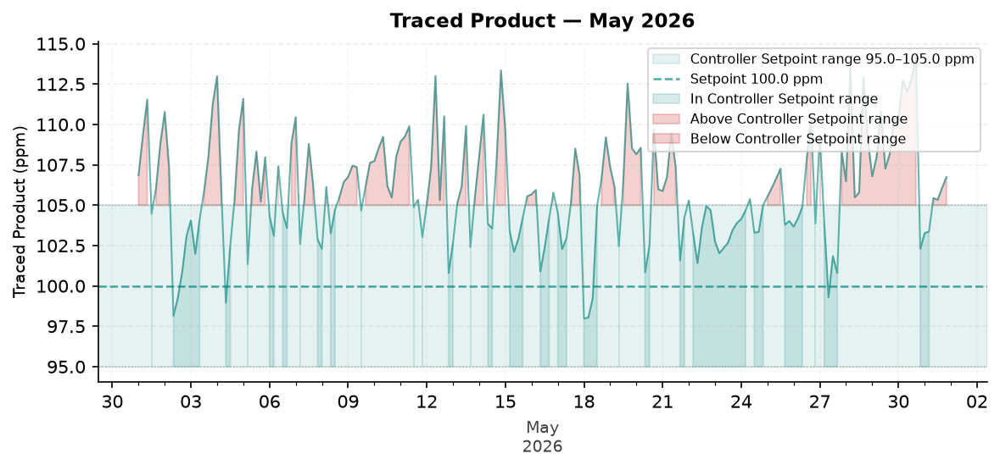 Traced Product — May 2026
Traced Product (ppm)
115.0
112.5
110.0
107.5
105.0
102.5
100.0
97.5
95.0
Controller Setpoint range 95.0–105.0 ppm
Setpoint 100.0 ppm
In Controller Setpoint range
Above Controller Setpoint range
Below Controller Setpoint range
30 03 06 09 12 15 18 21 24 27 30 02
May
2026